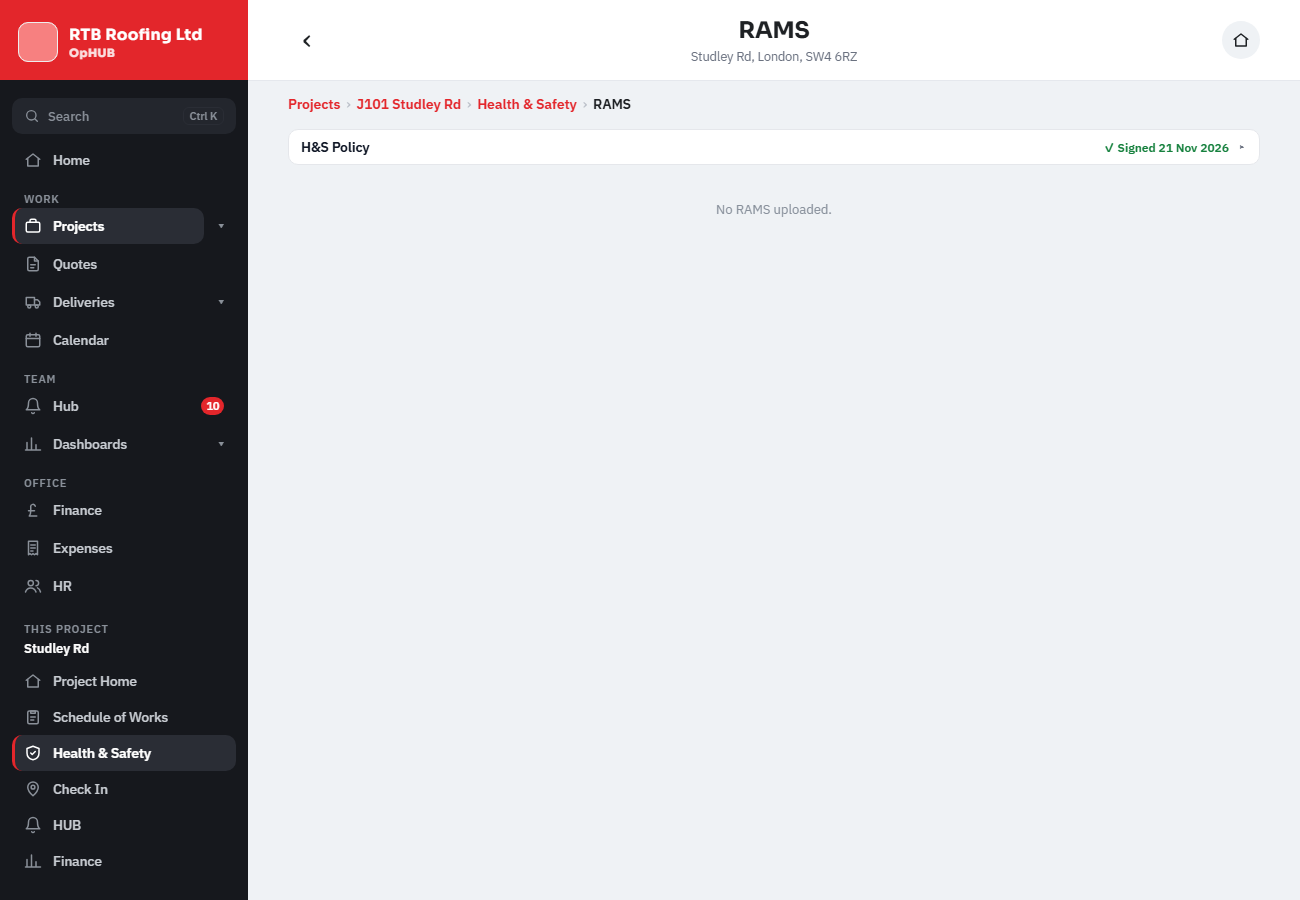 RTB Roofing Ltd
OpHUB
Search Ctrl K
Home
WORK
Projects
Quotes
Deliveries
Calendar
TEAM
Hub 10
Dashboards
OFFICE
Finance
Expenses
HR
THIS PROJECT
Studley Rd
Project Home
Schedule of Works
Health & Safety
Check In
HUB
Finance
RAMS
Studley Rd, London, SW4 6RZ
Projects › J101 Studley Rd › Health & Safety › RAMS
H&S Policy ✓ Signed 21 Nov 2026
No RAMS uploaded.